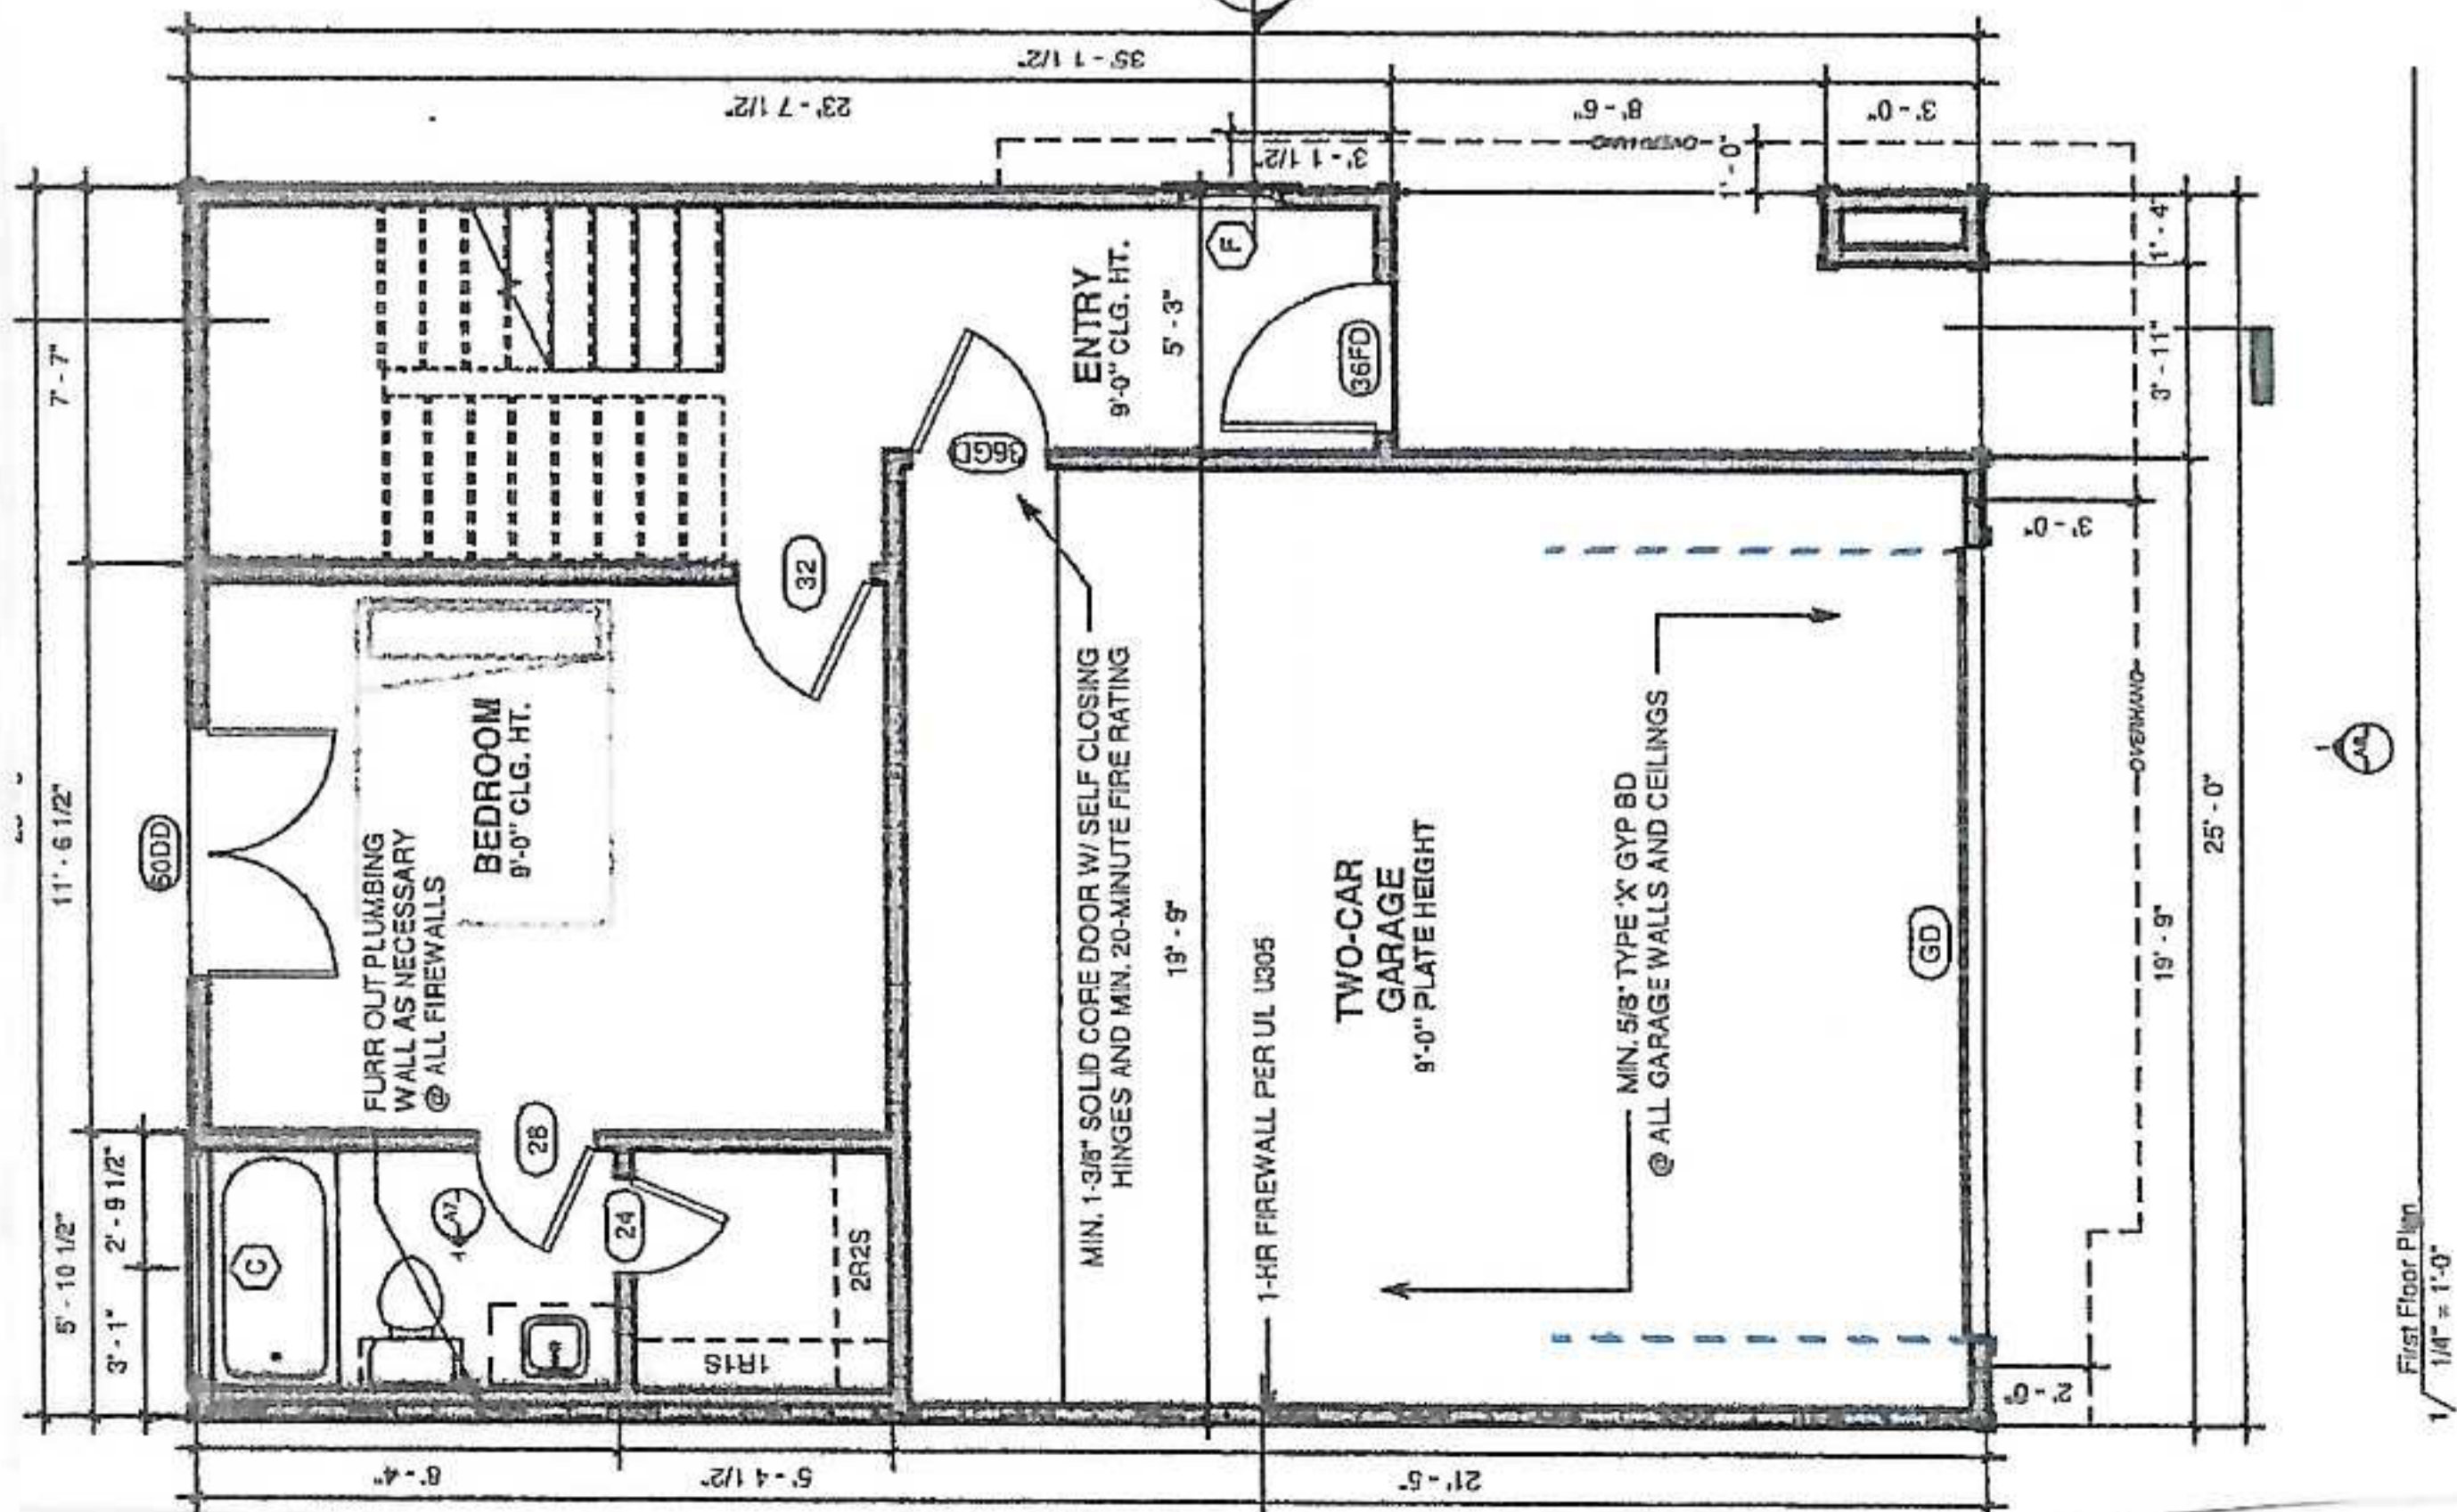 7' - 7"
11' - 6 1/2"
5' - 10 1/2"
3' - 1"
2' - 9 1/2"
60DD
35' - 1 1/2"
23' - 7 1/2"
8' - 6"
3' - 0"
3' - 1 1/2"
OVERHANG
1' - 0"
FURR OUT PLUMBING
WALL AS NECESSARY
@ ALL FIREWALLS
BEDROOM
9'-0" CLG. HT.
32
28
24
C
A7
2R2S
1R1S
36GD
ENTRY
9'-0" CLG. HT.
5' - 3"
F
36FD
MIN. 1-3/8" SOLID CORE DOOR W/ SELF CLOSING
HINGES AND MIN. 20-MINUTE FIRE RATING
19' - 9"
1-HR FIREWALL PER UL U305
TWO-CAR
GARAGE
9'-0" PLATE HEIGHT
MIN. 5/8" TYPE 'X' GYP BD
@ ALL GARAGE WALLS AND CEILINGS
GD
8' - 4"
5' - 4 1/2"
21' - 5"
2' - 0"
3' - 0"
OVERHANG
1' - 4"
3' - 11"
19' - 9"
25' - 0"
1
First Floor Plan
1/4" = 1'-0"